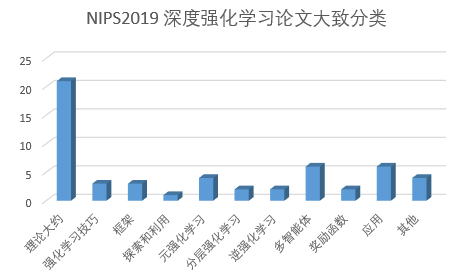 NIPS2019 深度强化学习论文大致分类
25
20
15
10
5
0
理论大约
强化学习技巧
框架
探索和利用
元强化学习
分层强化学习
逆强化学习
多智能体
奖励函数
应用
其他